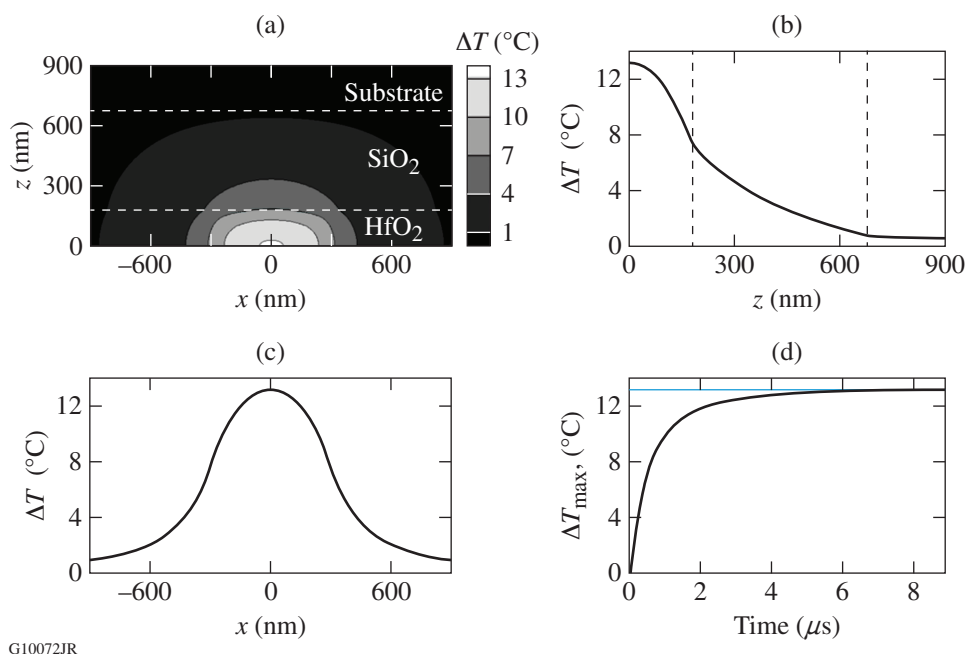 (a)
ΔT (°C)
900
600
300
0
z (nm)
Substrate
SiO2
HfO2
13
10
7
4
1
–600
0
600
x (nm)
(b)
12
8
4
0
ΔT (°C)
0
300
600
900
z (nm)
(c)
12
8
4
0
ΔT (°C)
–600
0
600
x (nm)
(d)
12
8
4
0
ΔTmax, (°C)
0
2
4
6
8
Time (μs)
G10072JR